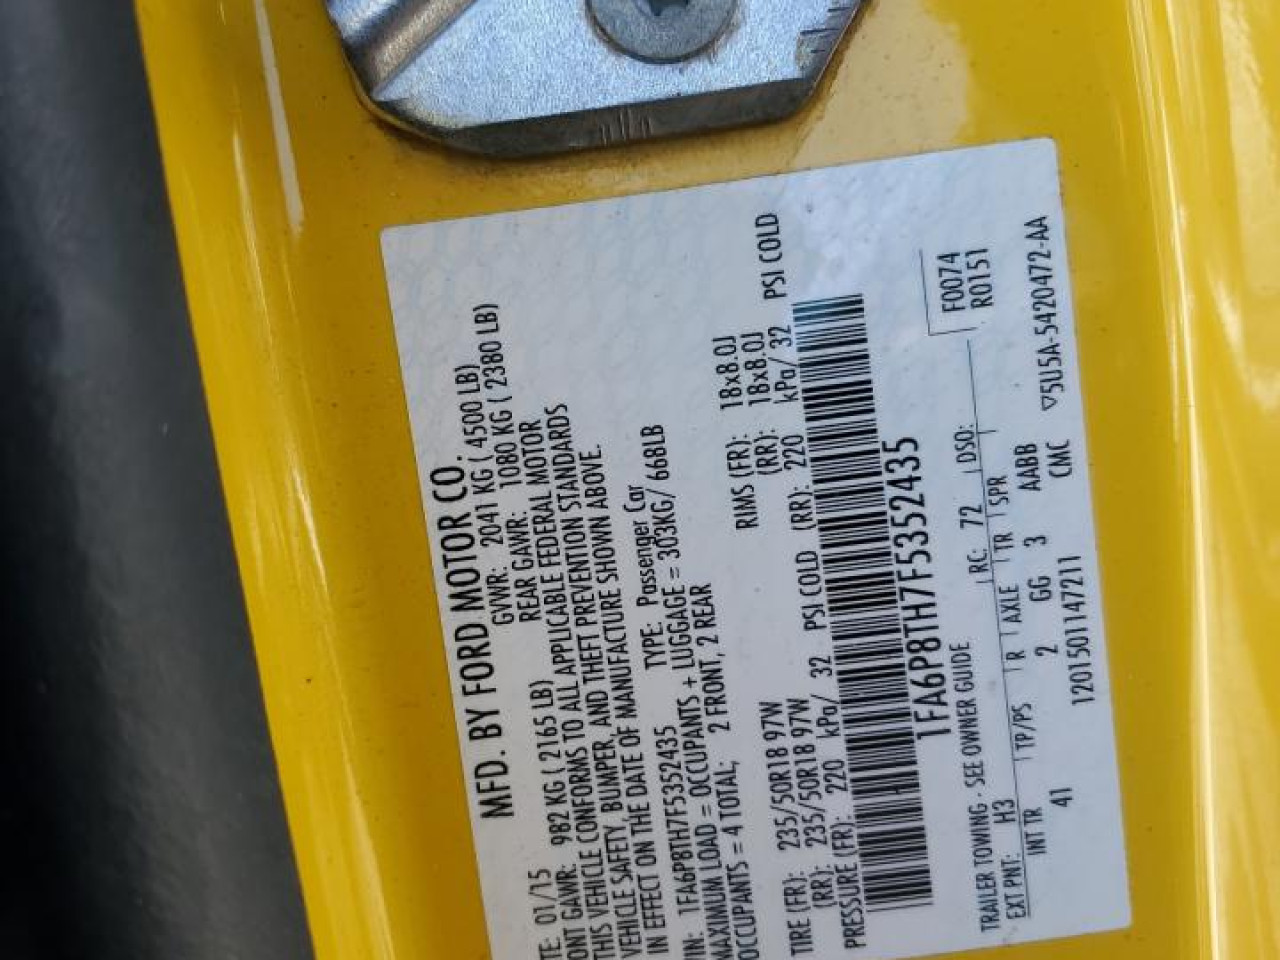 MFD. BY FORD MOTOR CO.
TE: 01/15 GVWR: 2041 KG ( 4500 LB)
ONT GAWR: 982 KG ( 2165 LB) REAR GAWR: 1080 KG ( 2380 LB)
THIS VEHICLE CONFORMS TO ALL APPLICABLE FEDERAL MOTOR
VEHICLE SAFETY, BUMPER, AND THEFT PREVENTION STANDARDS
IN EFFECT ON THE DATE OF MANUFACTURE SHOWN ABOVE.
VIN: 1FA6P8TH7F5352435 TYPE: Passenger Car
MAXIMUM LOAD = OCCUPANTS + LUGGAGE = 303KG/ 668LB
OCCUPANTS = 4 TOTAL; 2 FRONT, 2 REAR
TIRE (FR): 235/50R18 97W RIMS (FR): 18x8.0J
(RR): 235/50R18 97W (RR): 18x8.0J
PRESSURE (FR): 220 kPa/ 32 PSI COLD (RR): 220 kPa/ 32 PSI COLD
1FA6P8TH7F5352435
F0074
R0151
TRAILER TOWING - SEE OWNER GUIDE
EXT PNT: H3 RC: 72 DSO:
INT TR TP/PS R AXLE TR SPR
41 2 GG 3 AABB
1201501147211 CMC
▽5U5A-5420472-AA